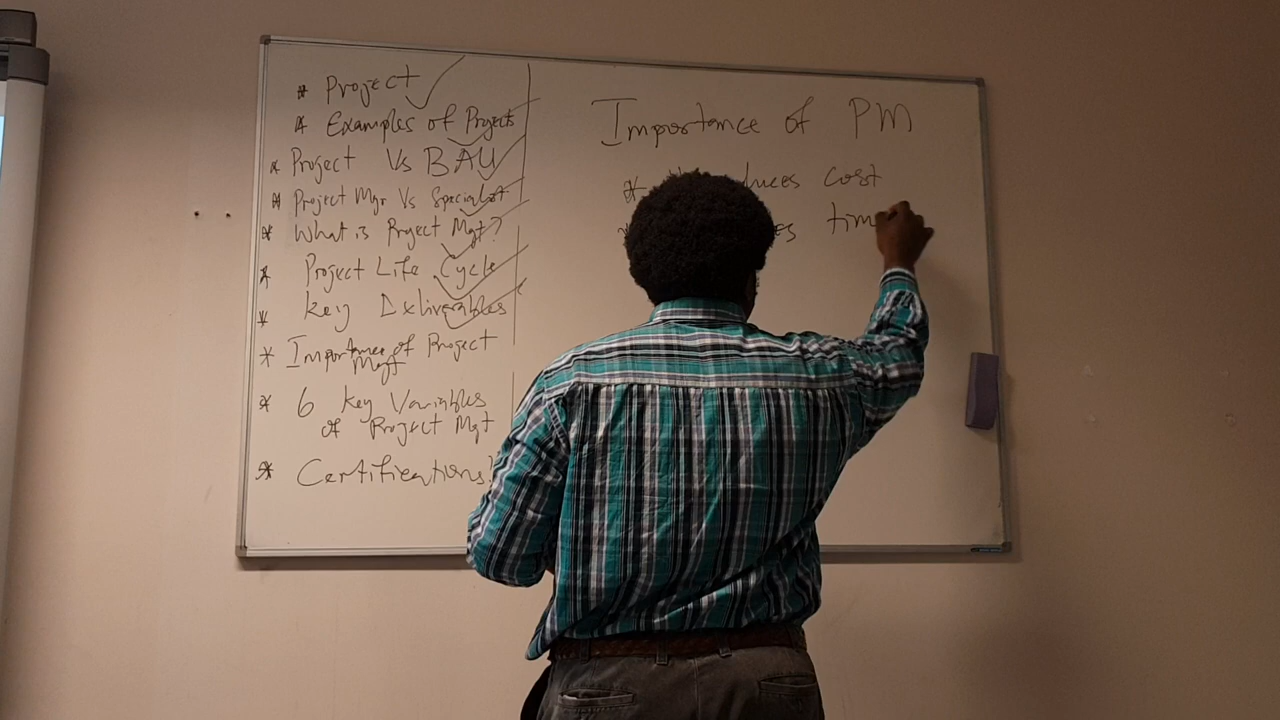 * Project
* Examples of Projects
* Project Vs BAU
* Project Mgr Vs Specialist
* What is Project Mgt?
* Project Life Cycle
* Key Deliverables
* Importance of Project
Mngt
* 6 Key Variables
of Project Mgt
* Certifications?
Importance of PM
* cost
* tim